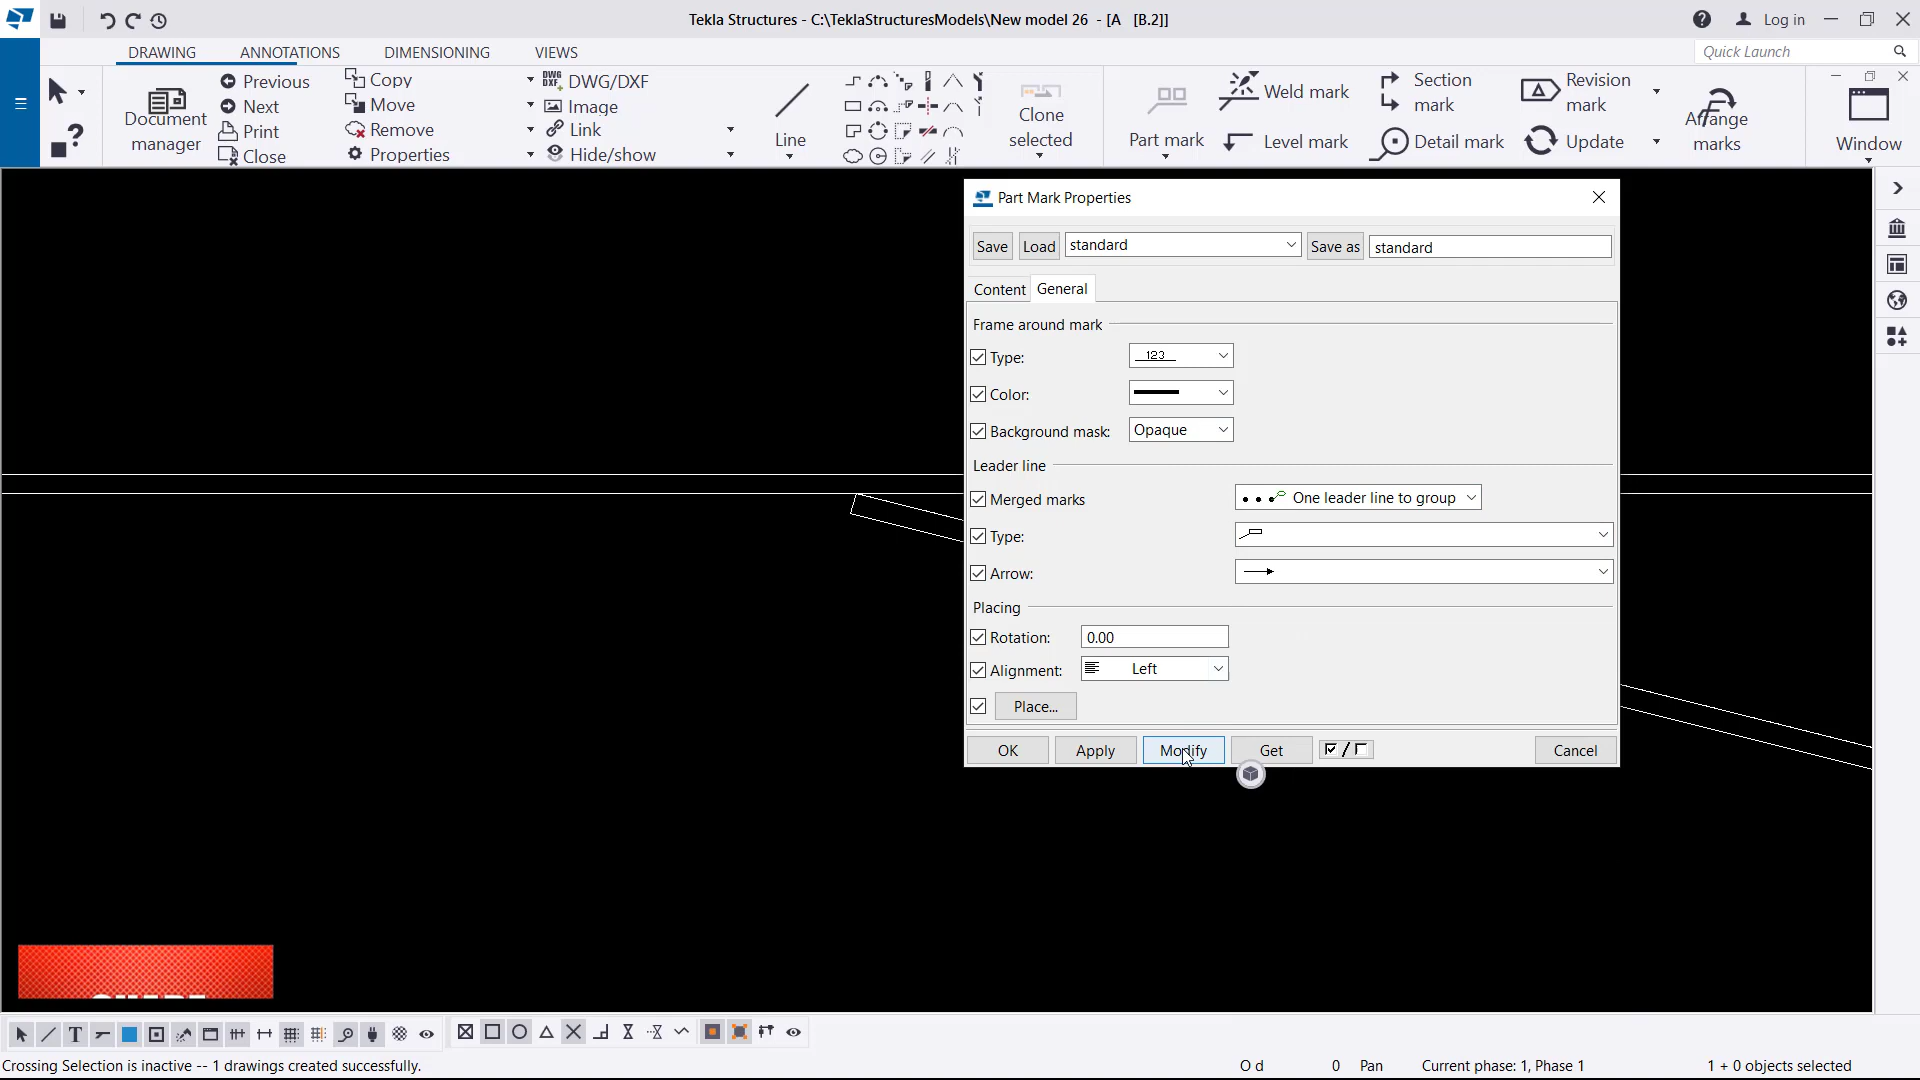 Tekla Structures - C:\TeklaStructuresModels\New model 26 - [A [B.2]]
Log in
DRAWING ANNOTATIONS DIMENSIONING VIEWS
Quick Launch
Document manager
Previous
Next
Print
Close
Copy
Move
Remove
Properties
DWG/DXF
Image
Link
Hide/show
Line
Clone selected
Part mark
Weld mark
Level mark
Section mark
Detail mark
Revision mark
Update
Arrange marks
Window
Part Mark Properties
Save Load standard Save as standard
Content General
Frame around mark
Type: 123
Color:
Background mask: Opaque
Leader line
Merged marks One leader line to group
Type:
Arrow:
Placing
Rotation: 0.00
Alignment: Left
Place...
OK Apply Modify Get Cancel
Crossing Selection is inactive -- 1 drawings created successfully.
O d 0 Pan Current phase: 1, Phase 1 1 + 0 objects selected